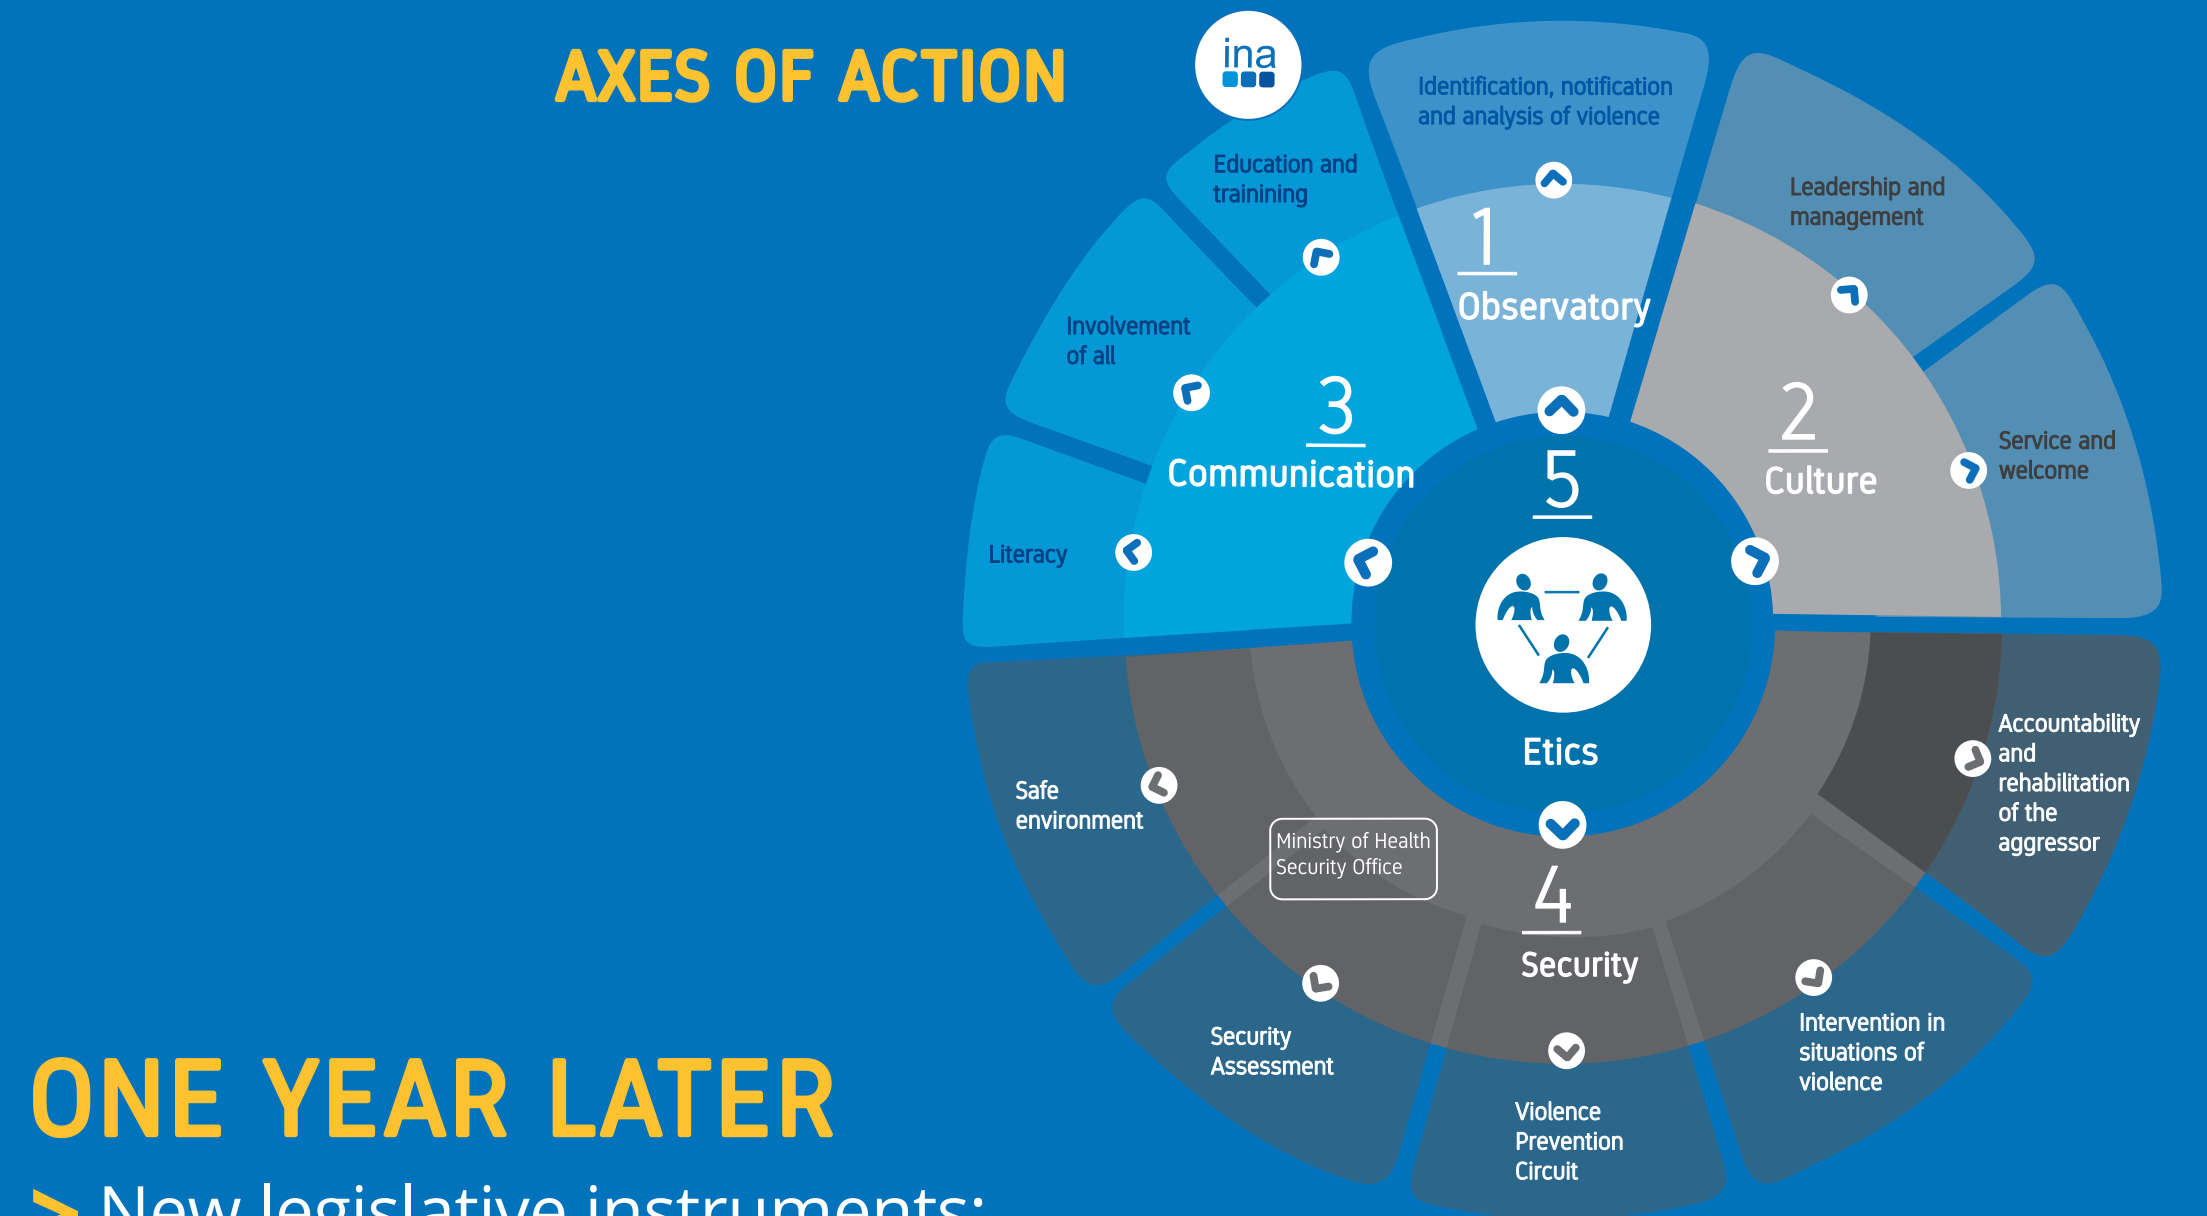 AXES OF ACTION
ina
Identification, notification
and analysis of violence
1
Observatory
Leadership and
management
Service and
welcome
2
Culture
Education and
trainining
Involvement
of all
Literacy
3
Communication
5
Etics
Accountability
and
rehabilitation
of the
aggressor
Safe
environment
Ministry of Health
Security Office
4
Security
Security
Assessment
Violence
Prevention
Circuit
Intervention in
situations of
violence
ONE YEAR LATER
> New legislative instruments: